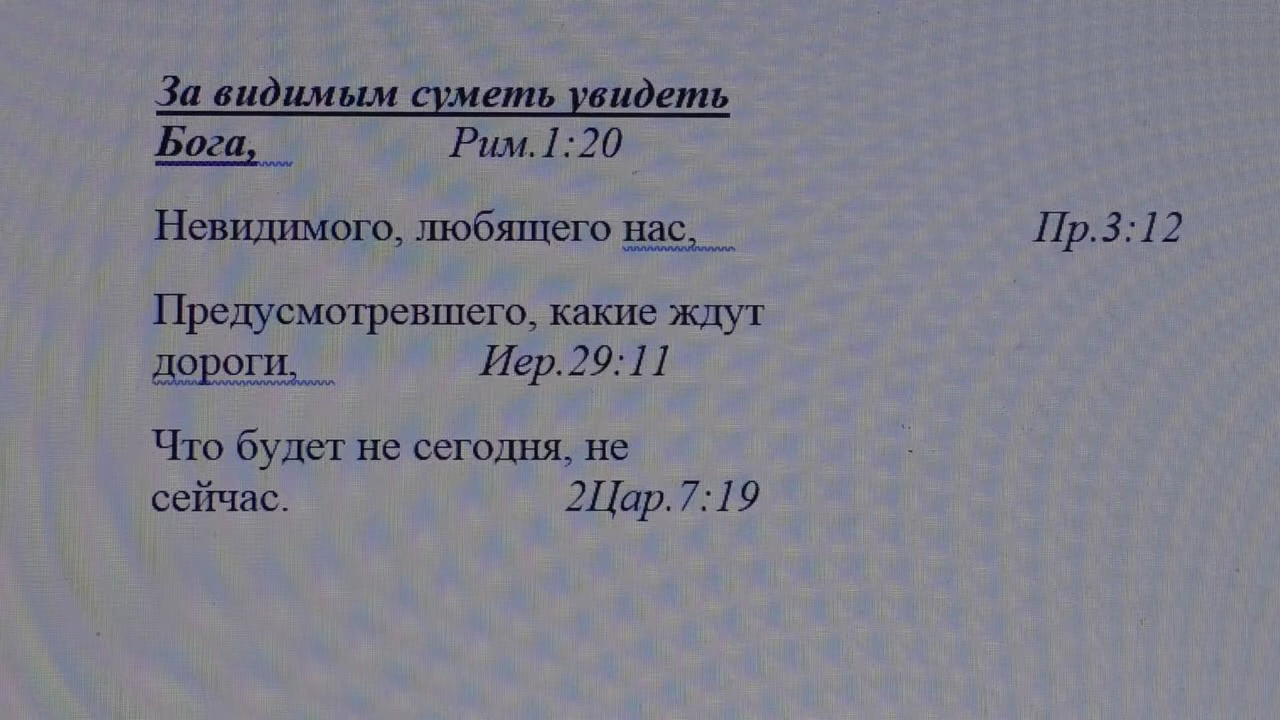 За видимым суметь увидеть
Бога, Рим.1:20
Невидимого, любящего нас, Пр.3:12
Предусмотревшего, какие ждут
дороги, Иер.29:11
Что будет не сегодня, не
сейчас. 2Цар.7:19